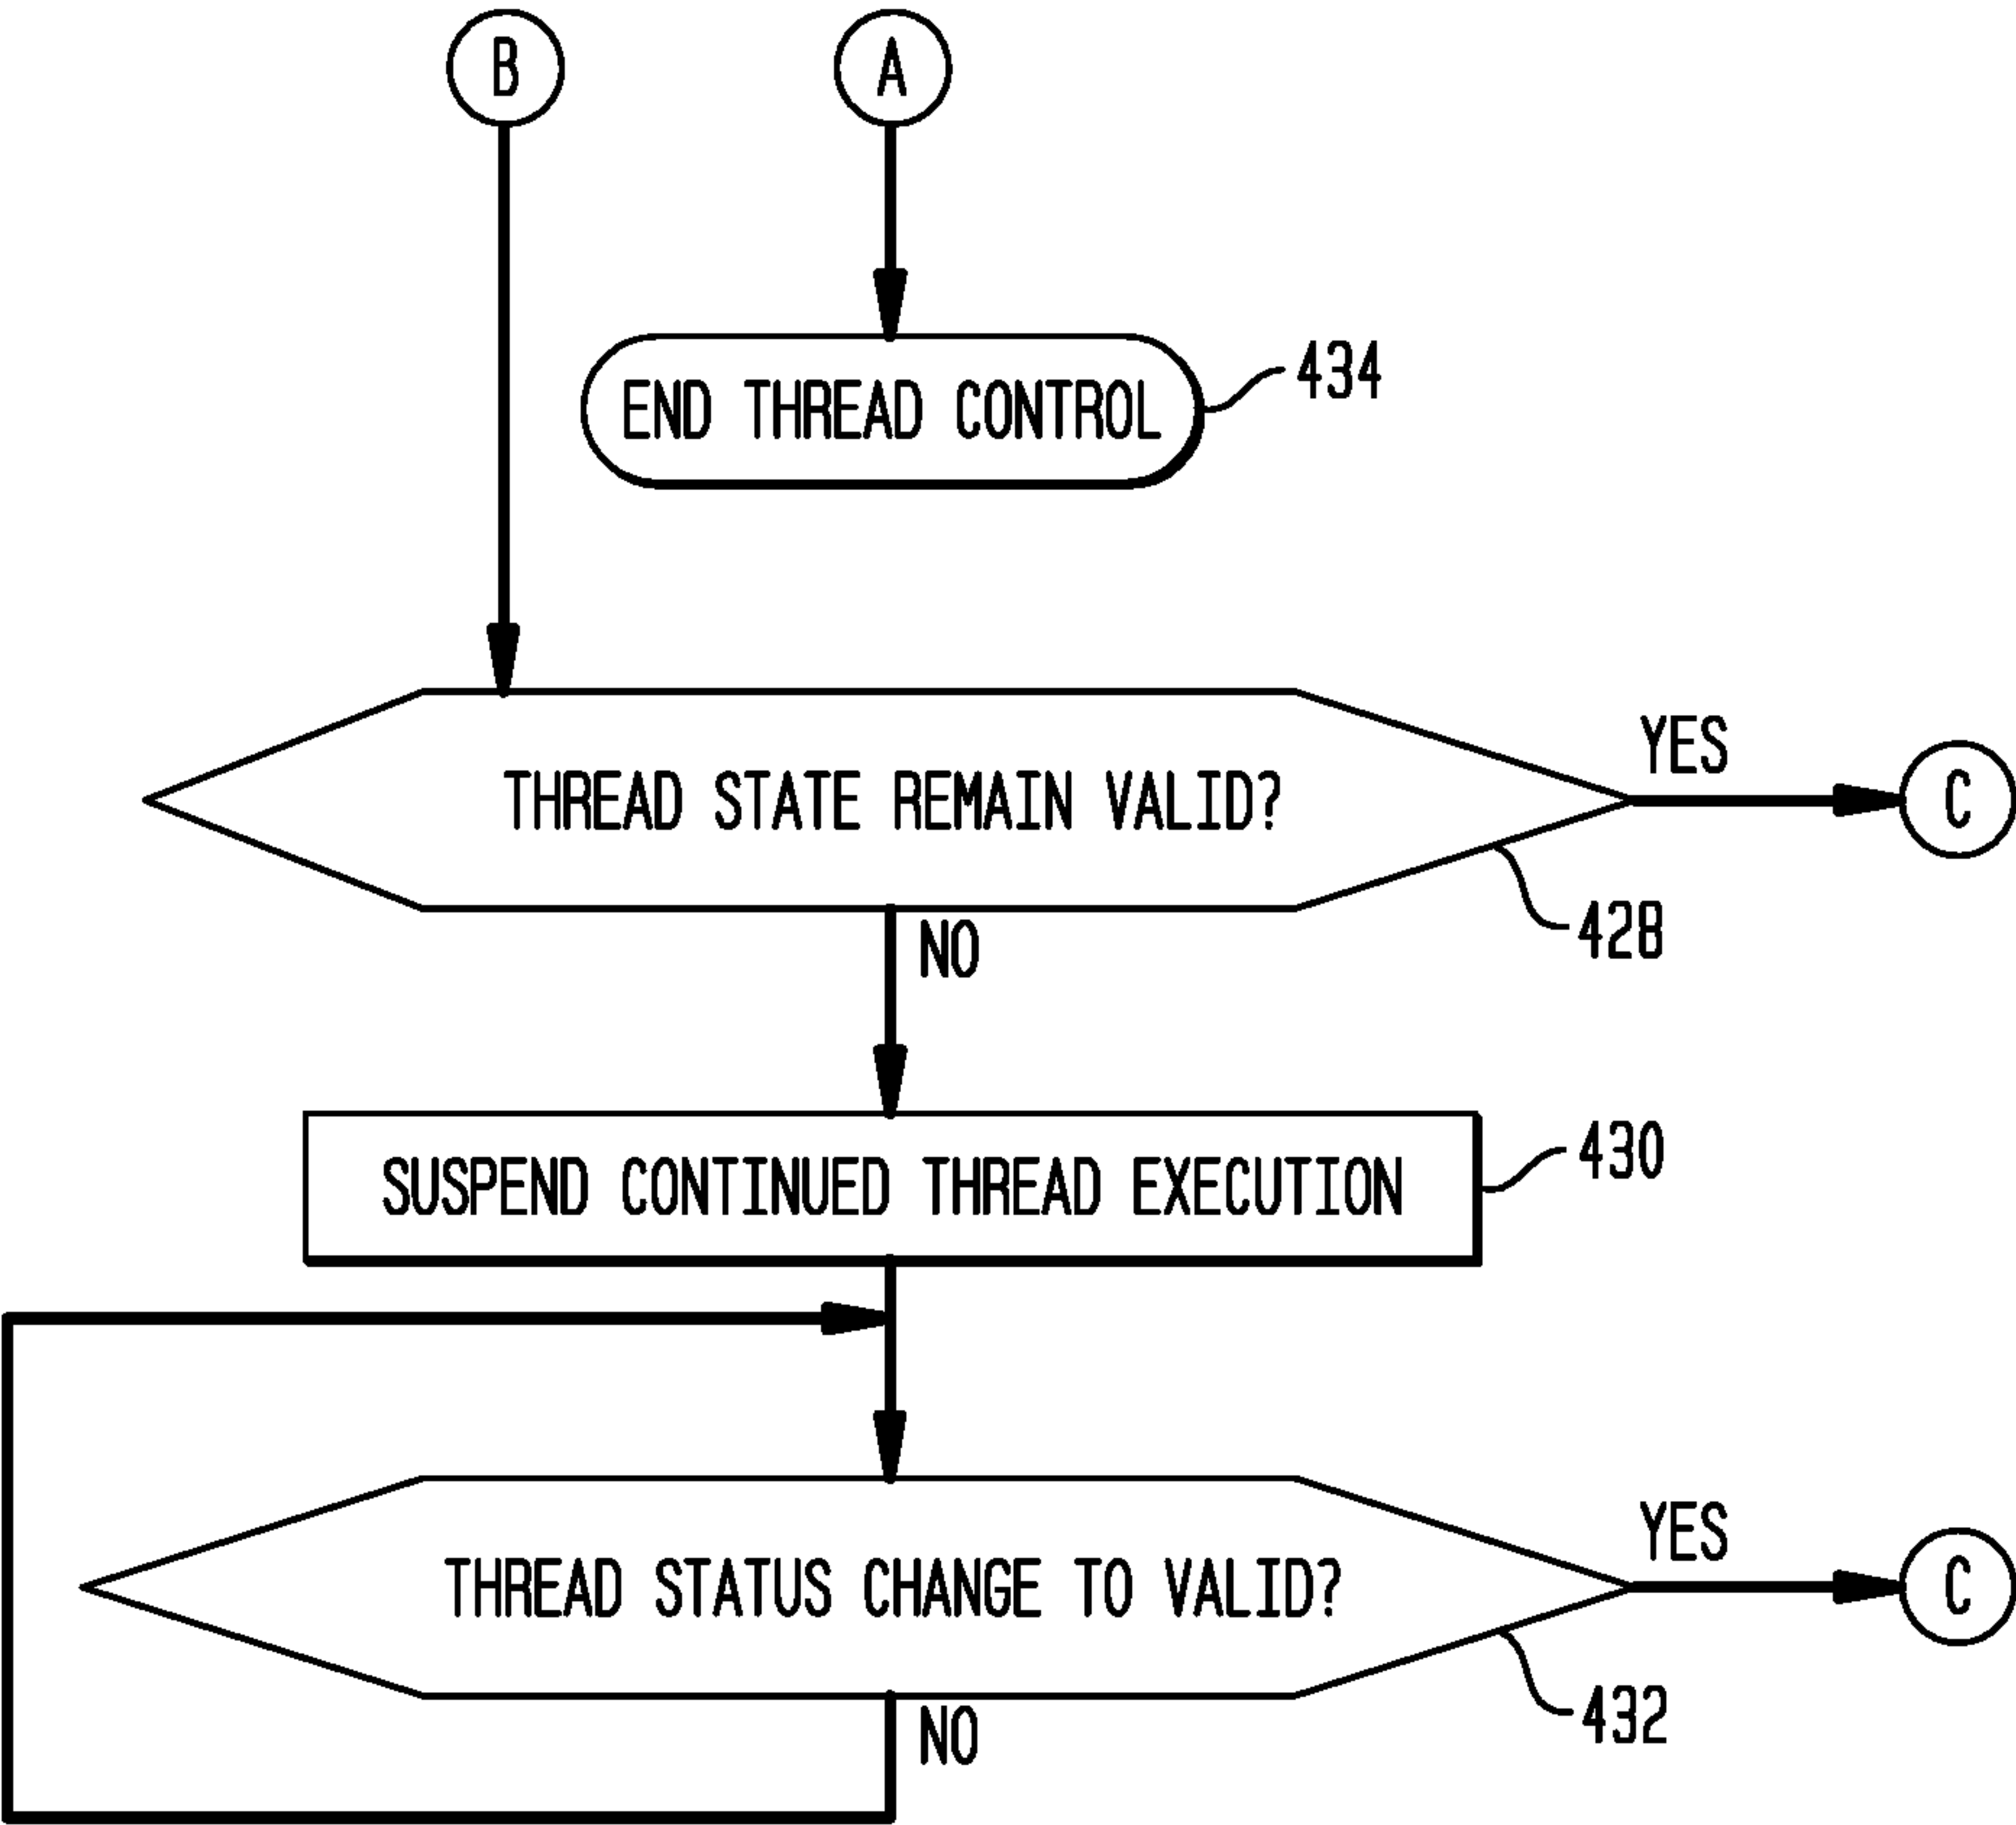 B
A
END THREAD CONTROL
434
THREAD STATE REMAIN VALID?
YES
C
428
NO
SUSPEND CONTINUED THREAD EXECUTION
430
THREAD STATUS CHANGE TO VALID?
YES
C
432
NO